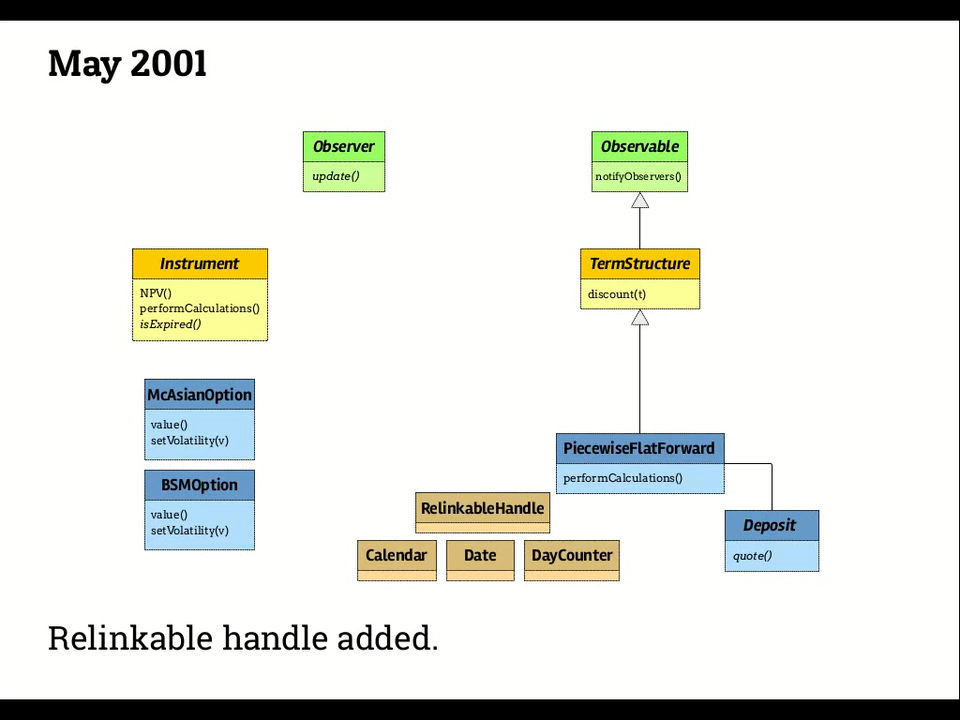 May 2001
Observer
update()
Observable
notifyObservers()
Instrument
NPV()
performCalculations()
isExpired()
TermStructure
discount(t)
McAsianOption
value()
setVolatility(v)
BSMOption
value()
setVolatility(v)
PiecewiseFlatForward
performCalculations()
RelinkableHandle
Deposit
quote()
Calendar
Date
DayCounter
Relinkable handle added.